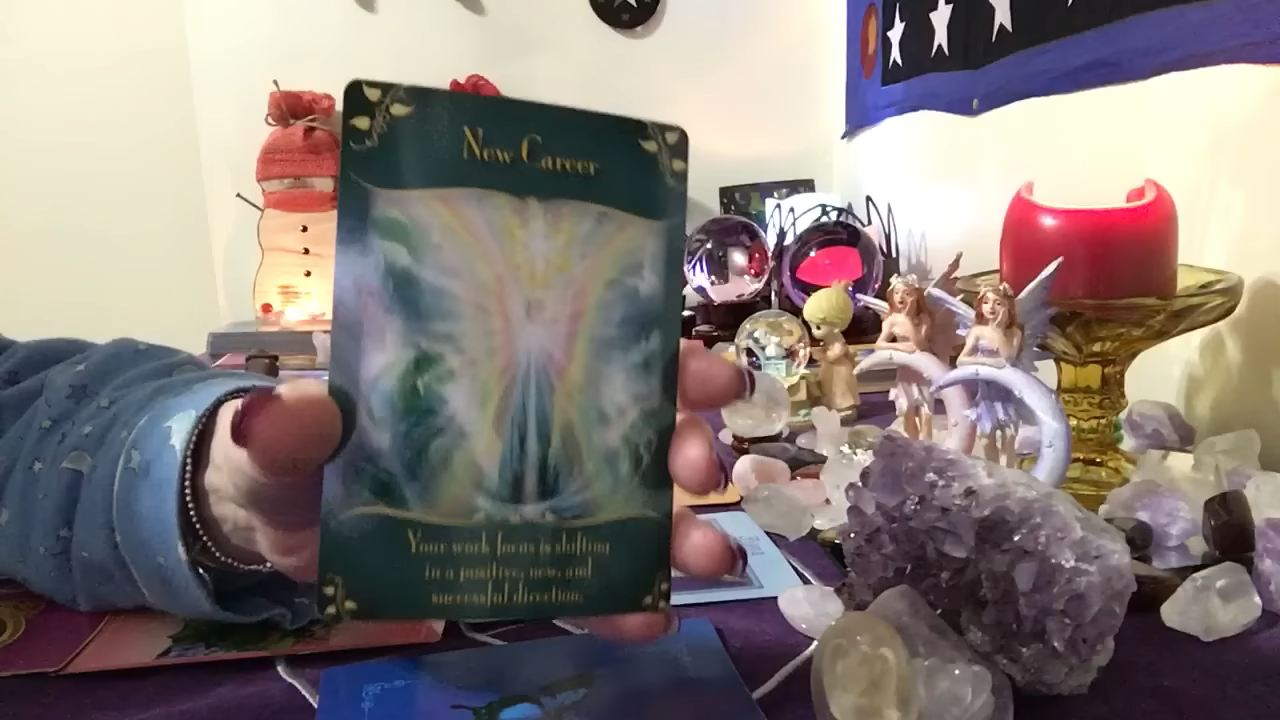 New Career
Your work focus is shifting
in a positive, new, and
successful direction.